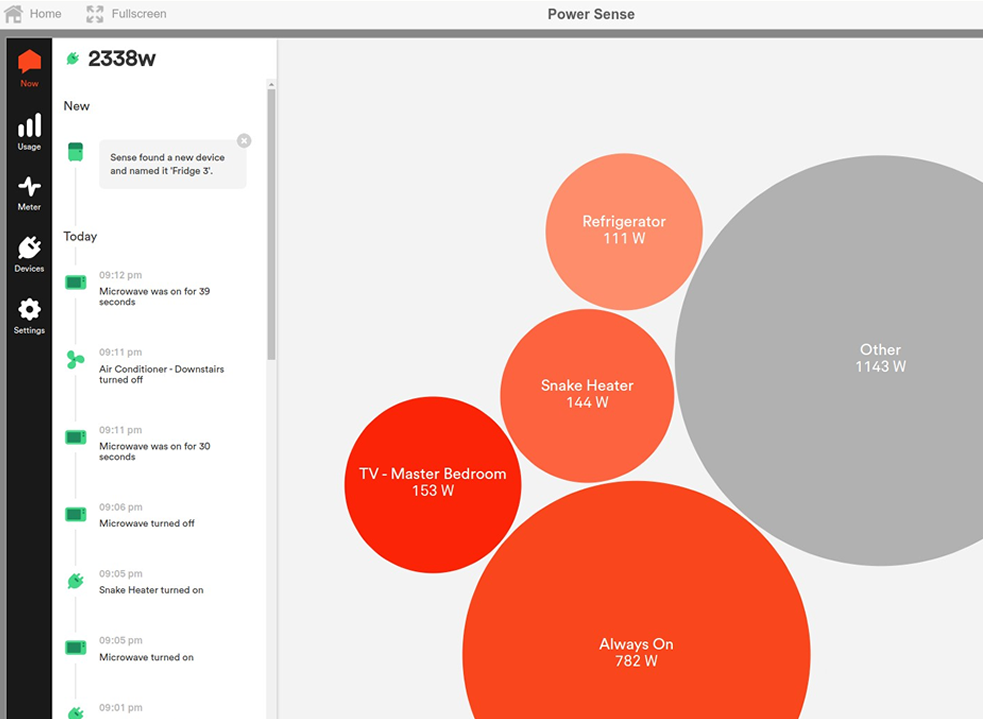 Home
Fullscreen
Power Sense
Now
Usage
Meter
Devices
Settings
2338w
New
Sense found a new device
and named it 'Fridge 3'.
Today
09:12 pm
Microwave was on for 39
seconds
09:11 pm
Air Conditioner - Downstairs
turned off
09:11 pm
Microwave was on for 30
seconds
09:06 pm
Microwave turned off
09:05 pm
Snake Heater turned on
09:05 pm
Microwave turned on
09:01 pm
Refrigerator
111 W
Other
1143 W
Snake Heater
144 W
TV - Master Bedroom
153 W
Always On
782 W